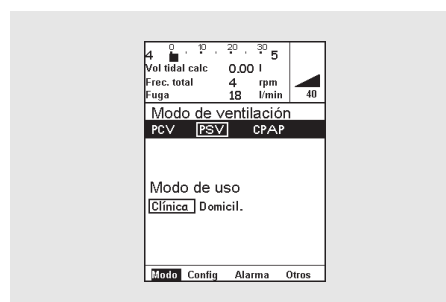 0 10 20 30
4 5
Vol tidal calc 0.00 l
Frec. total 4 rpm
Fuga 18 l/min 40
Modo de ventilación
PCV PSV CPAP
Modo de uso
Clínica Domicil.
Modo Config Alarma Otros